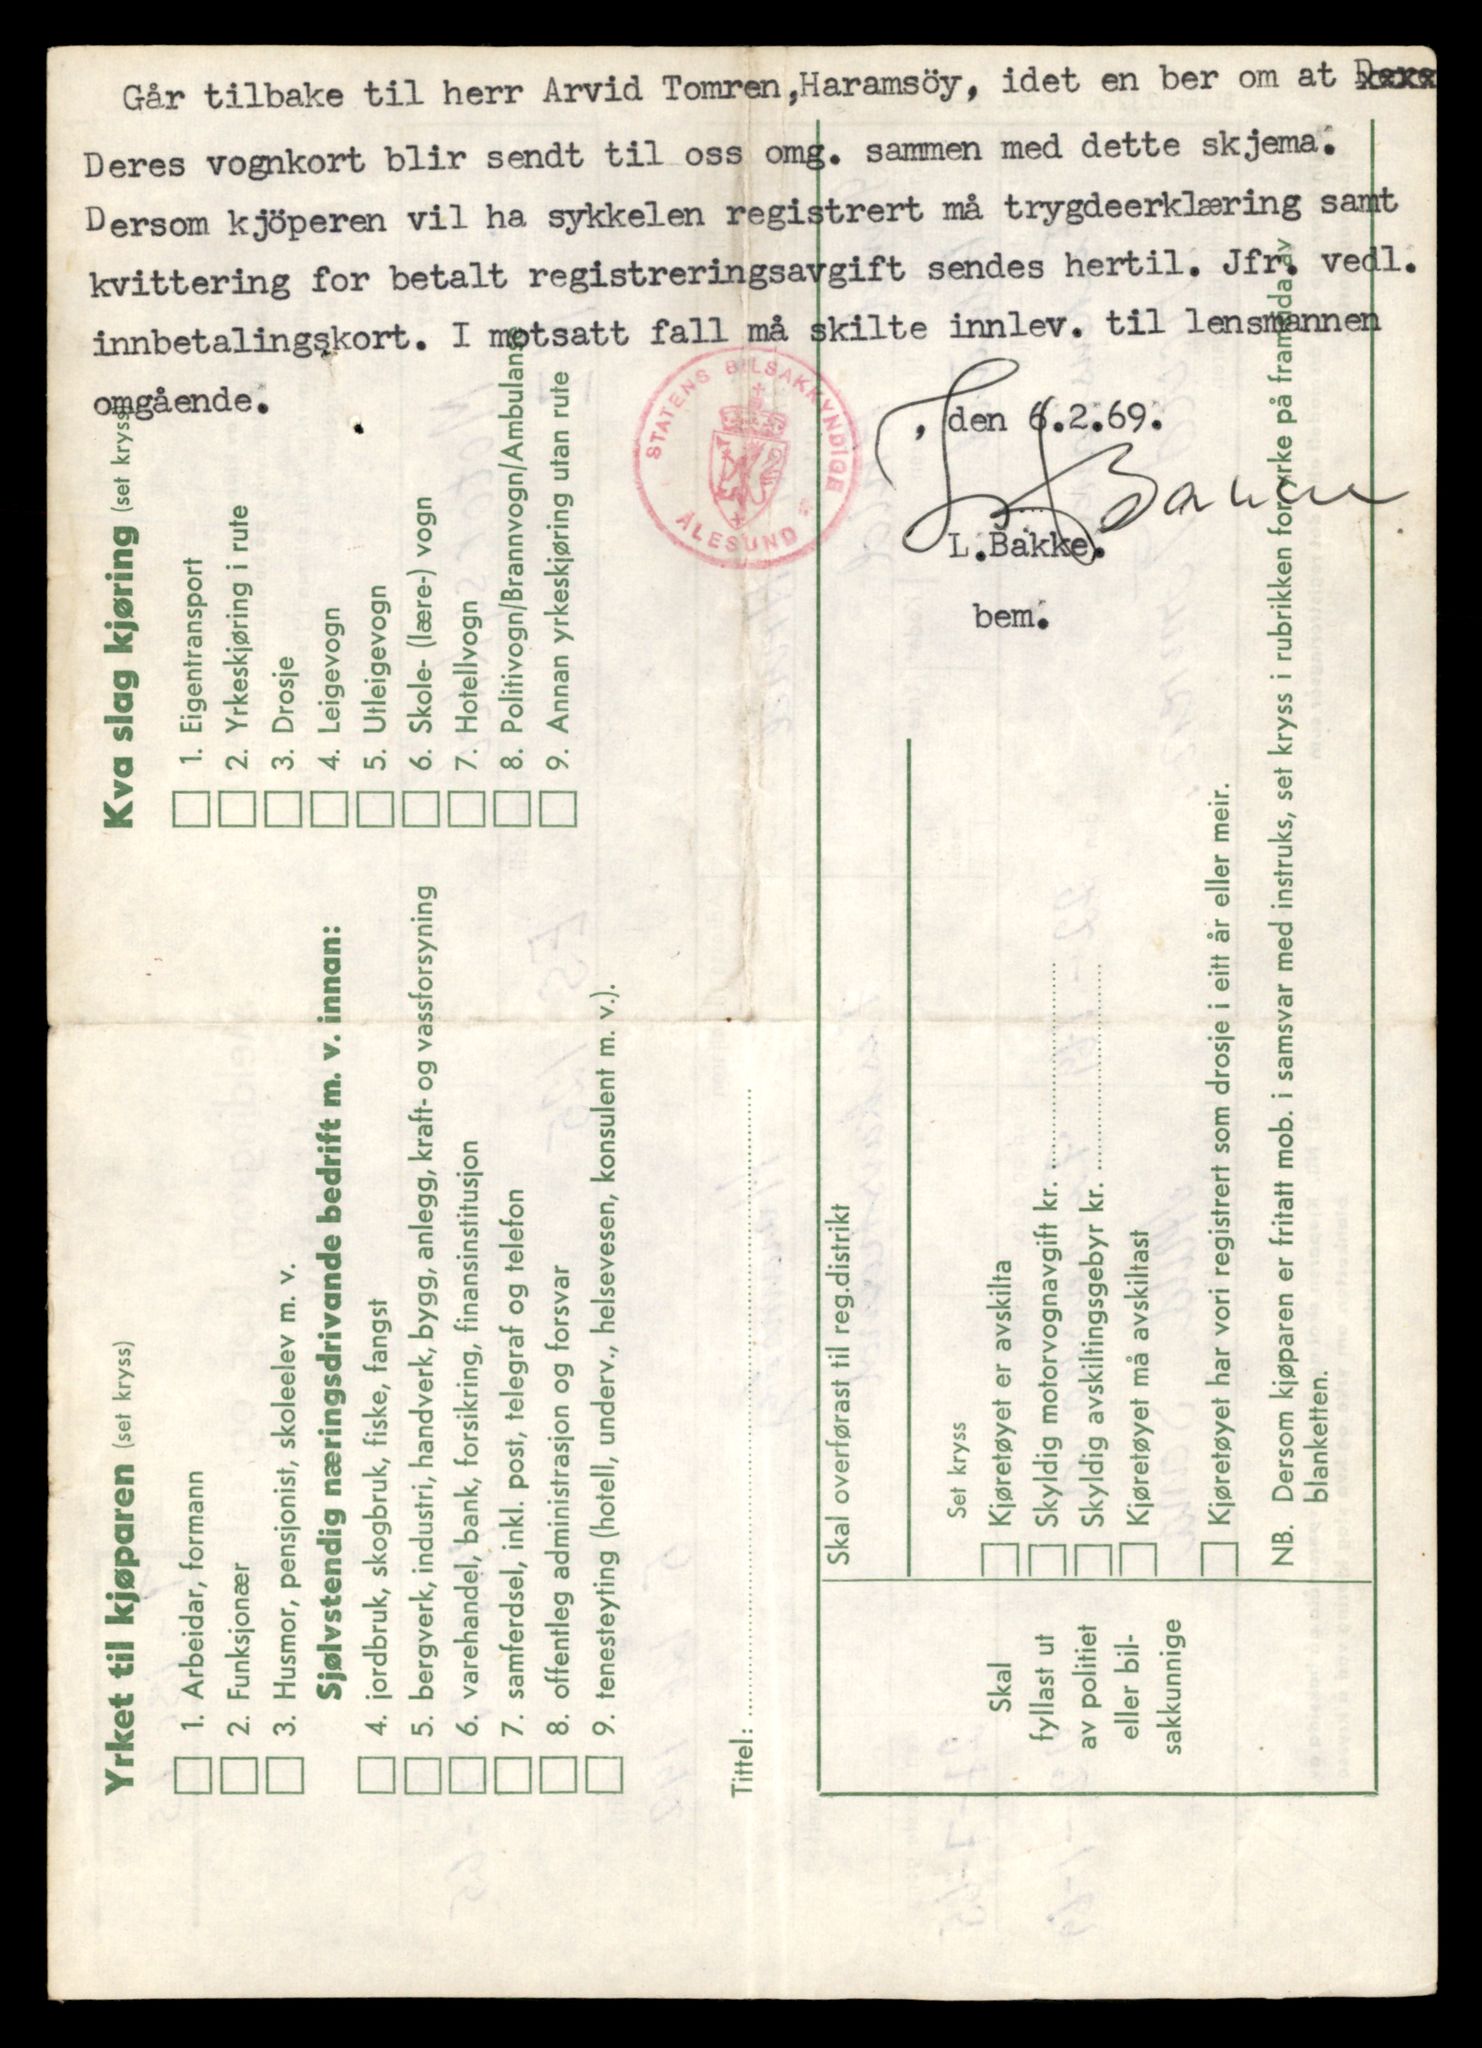 Går tilbake til herr Arvid Tomren,Haramsöy, idet en ber om at
Deres vognkort blir sendt til oss omg. sammen med dette skjema.
Dersom kjöperen vil ha sykkelen registrert må trygdeerklæring samt
kvittering for betalt registreringsavgift sendes hertil. Jfr. vedl.
innbetalingskort. I motsatt fall må skilte innlev. til lensmannen
omgående.
, den 6.2.69.
L.Bakke.
bem.
STATENS BILSAKKYNDIGE
ÅLESUND
Kva slag kjøring (set kryss)
1. Eigentransport
2. Yrkeskjøring i rute
3. Drosje
4. Leigevogn
5. Utleigevogn
6. Skole- (lære-) vogn
7. Hotellvogn
8. Politivogn/Brannvogn/Ambulanse
9. Annan yrkeskjøring utan rute
Yrket til kjøparen (set kryss)
1. Arbeidar, formann
2. Funksjonær
3. Husmor, pensjonist, skoleelev m. v.
Sjølvstendig næringsdrivande bedrift m. v. innan:
4. jordbruk, skogbruk, fiske, fangst
5. bergverk, industri, handverk, bygg, anlegg, kraft- og vassforsyning
6. varehandel, bank, forsikring, finansinstitusjon
7. samferdsel, inkl. post, telegraf og telefon
8. offentleg administrasjon og forsvar
9. tenesteyting (hotell, underv., helsevesen, konsulent m. v.).
Tittel:
Skal overførast til reg.distrikt
Skal
fyllast ut
av politiet
eller bil-
sakkunnige
Set kryss
Kjøretøyet er avskilta
Skyldig motorvognavgift kr.
Skyldig avskiltingsgebyr kr.
Kjøretøyet må avskiltast
Kjøretøyet har vori registrert som drosje i eitt år eller meir.
NB. Dersom kjøparen er fritatt mob. i samsvar med instruks, set kryss i rubrikken for yrke på framsida av
blanketten.